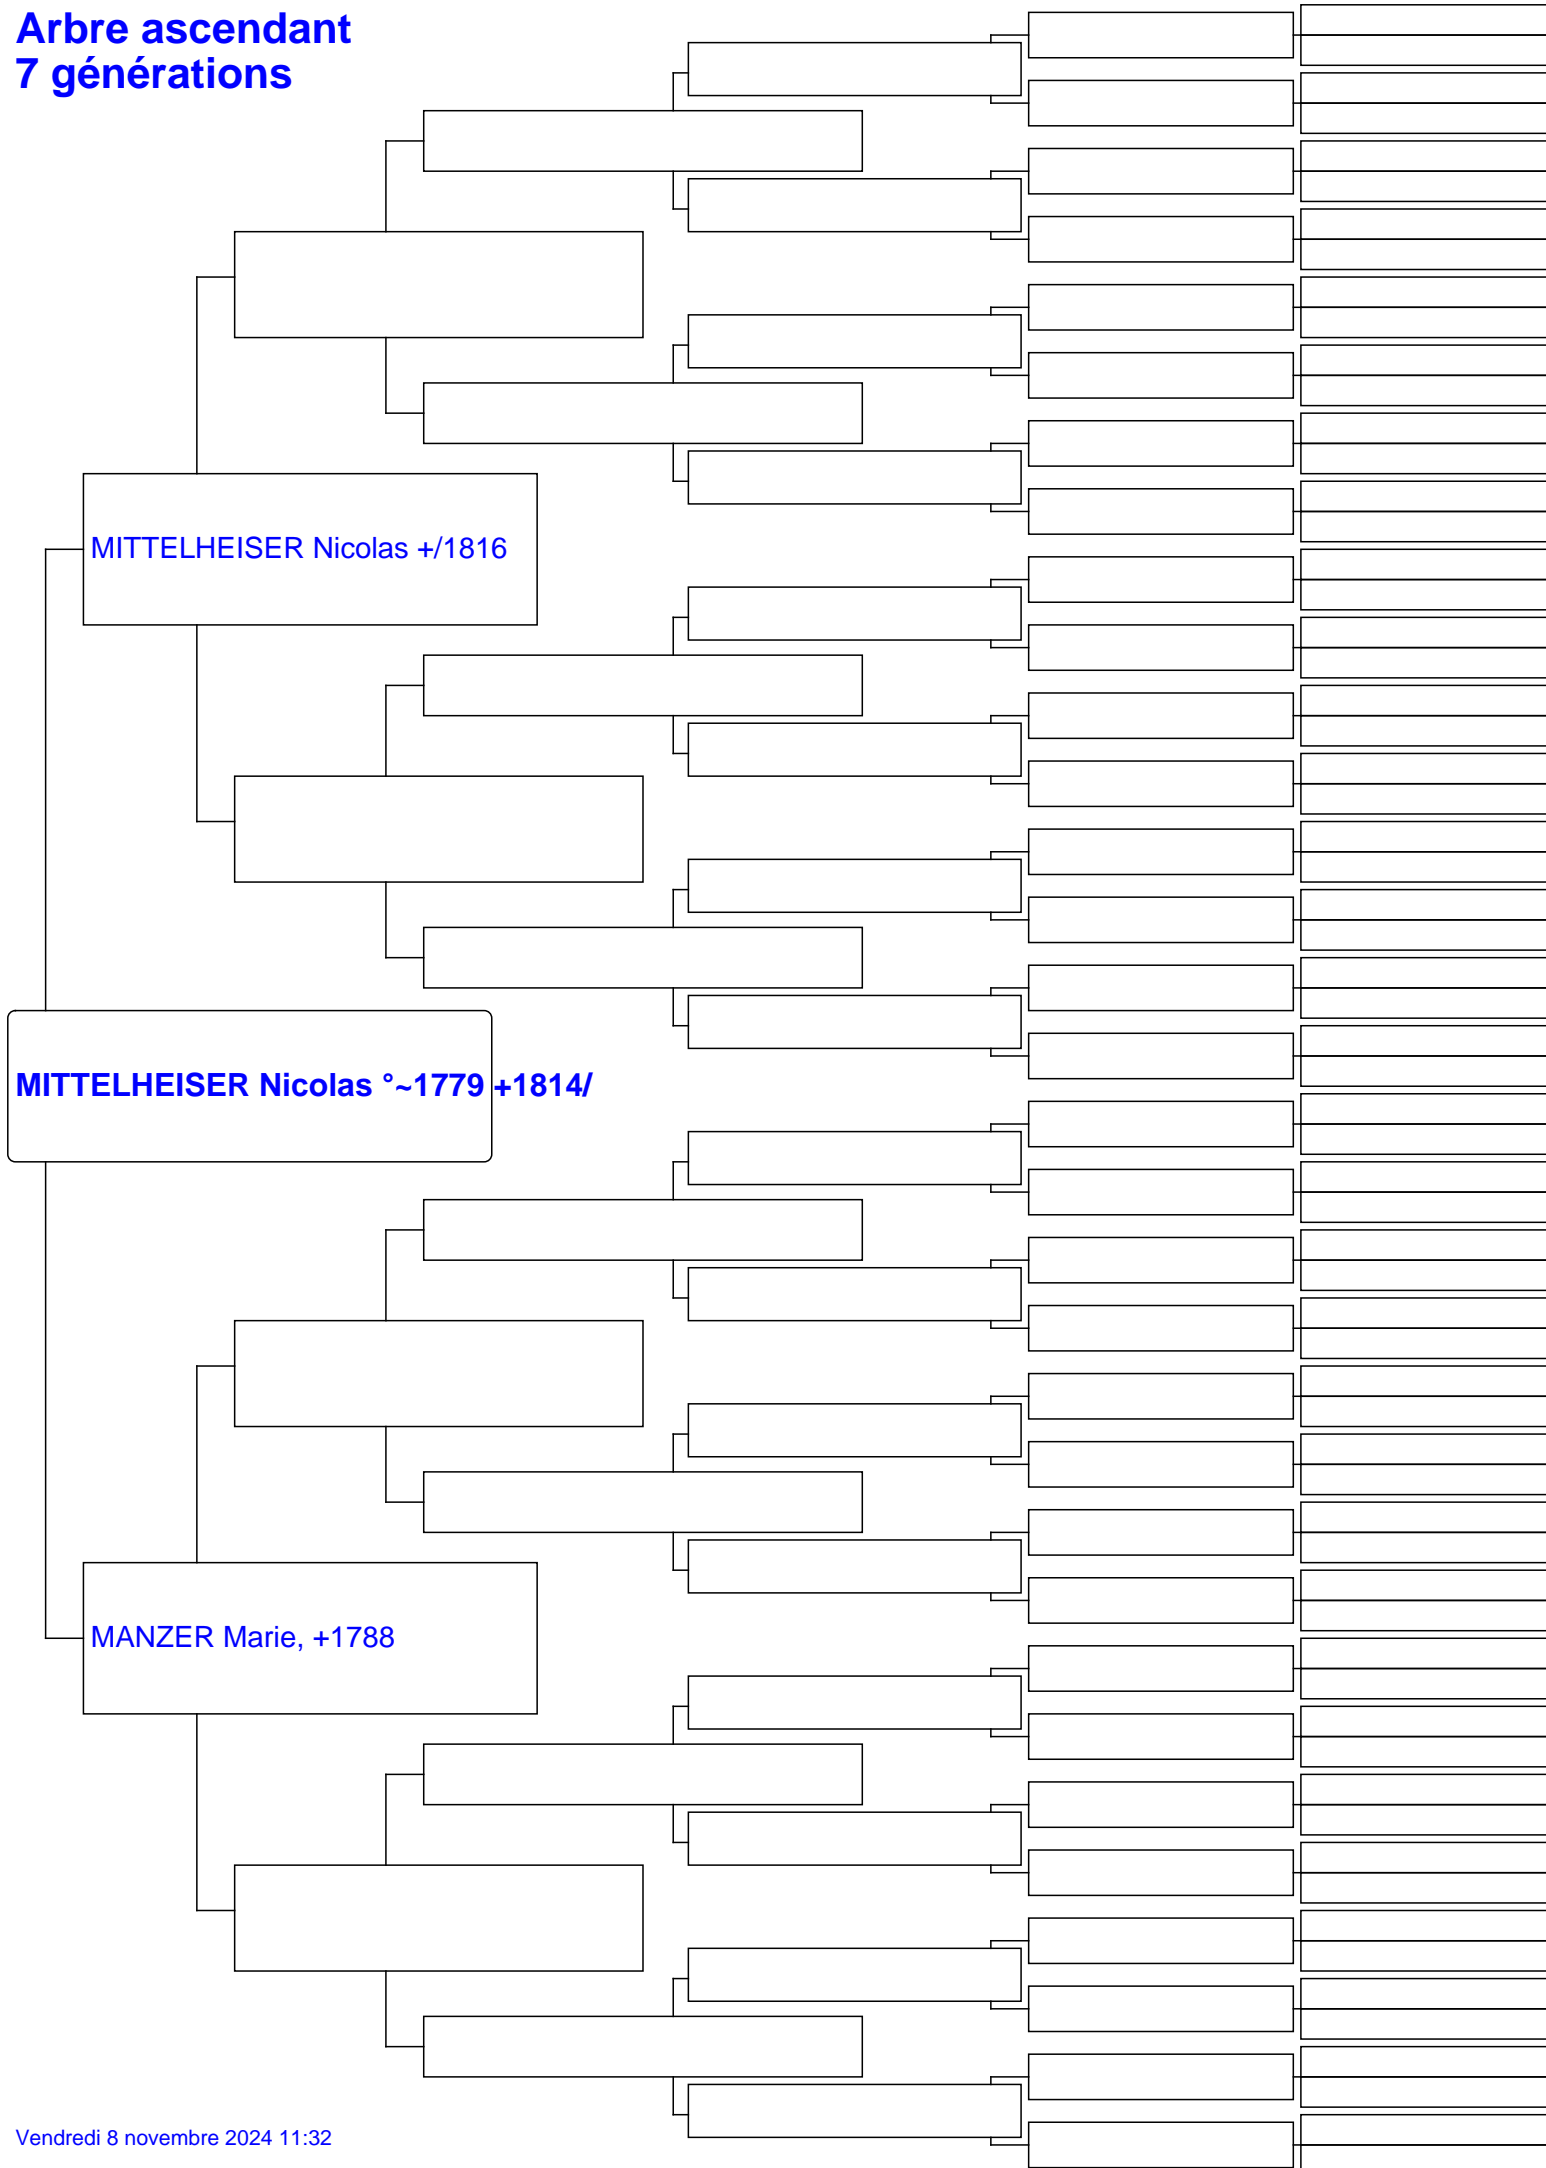 Arbre ascendant
7 générations
MITTELHEISER Nicolas +/1816
MITTELHEISER Nicolas °~1779 +1814/
MANZER Marie, +1788
Vendredi 8 novembre 2024 11:32